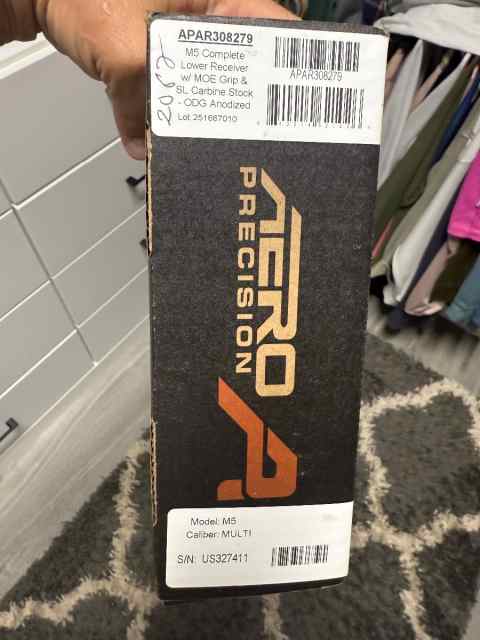 APAR308279
M5 Complete
Lower Receiver
w/ MOE Grip &
SL Carbine Stock
- ODG Anodized
Lot: 251667010
APAR308279
2062
AERO
PRECISION
Model: M5
Caliber: MULTI
S/N: US327411